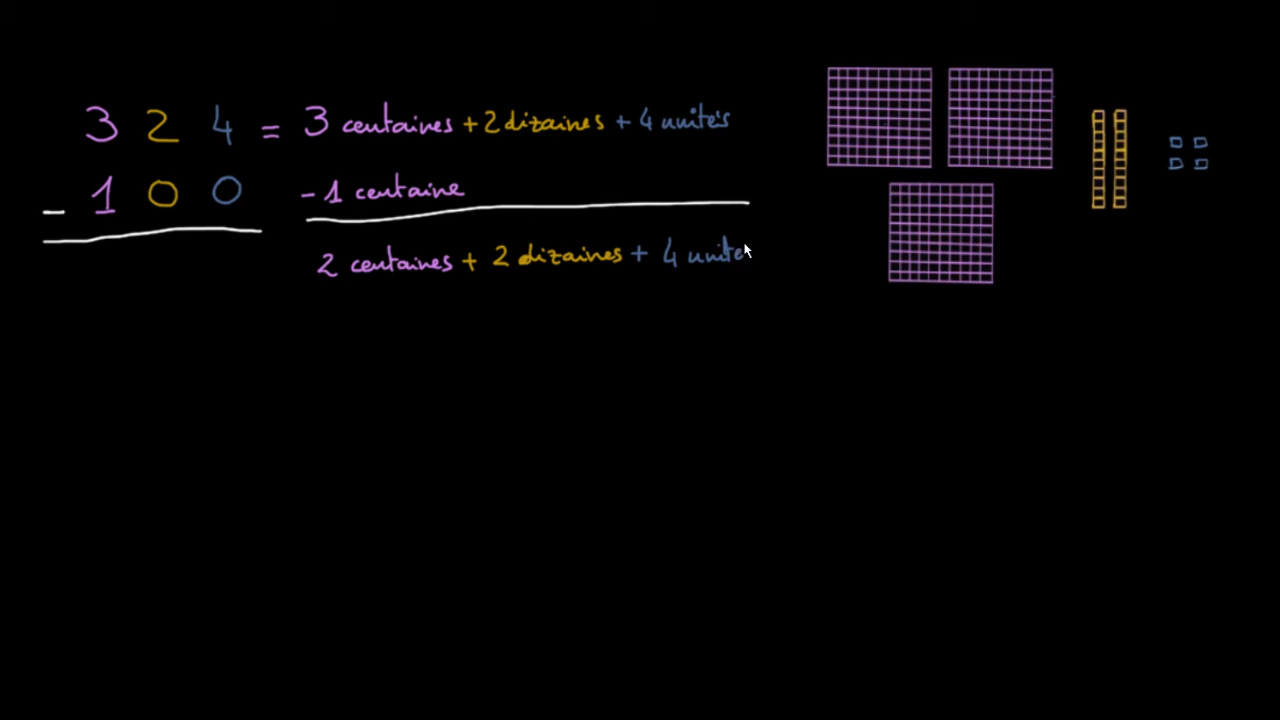 3 2 4 = 3 centaines + 2 dizaines + 4 unités
- 1 0 0 - 1 centaine
2 centaines + 2 dizaines + 4 unite